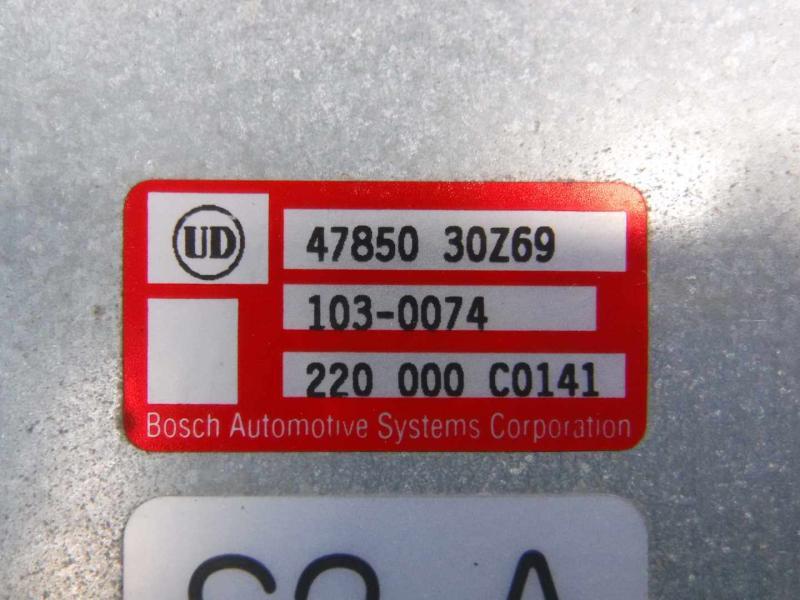 UD
47850 30Z69
103-0074
220 000 C0141
Bosch Automotive Systems Corporation